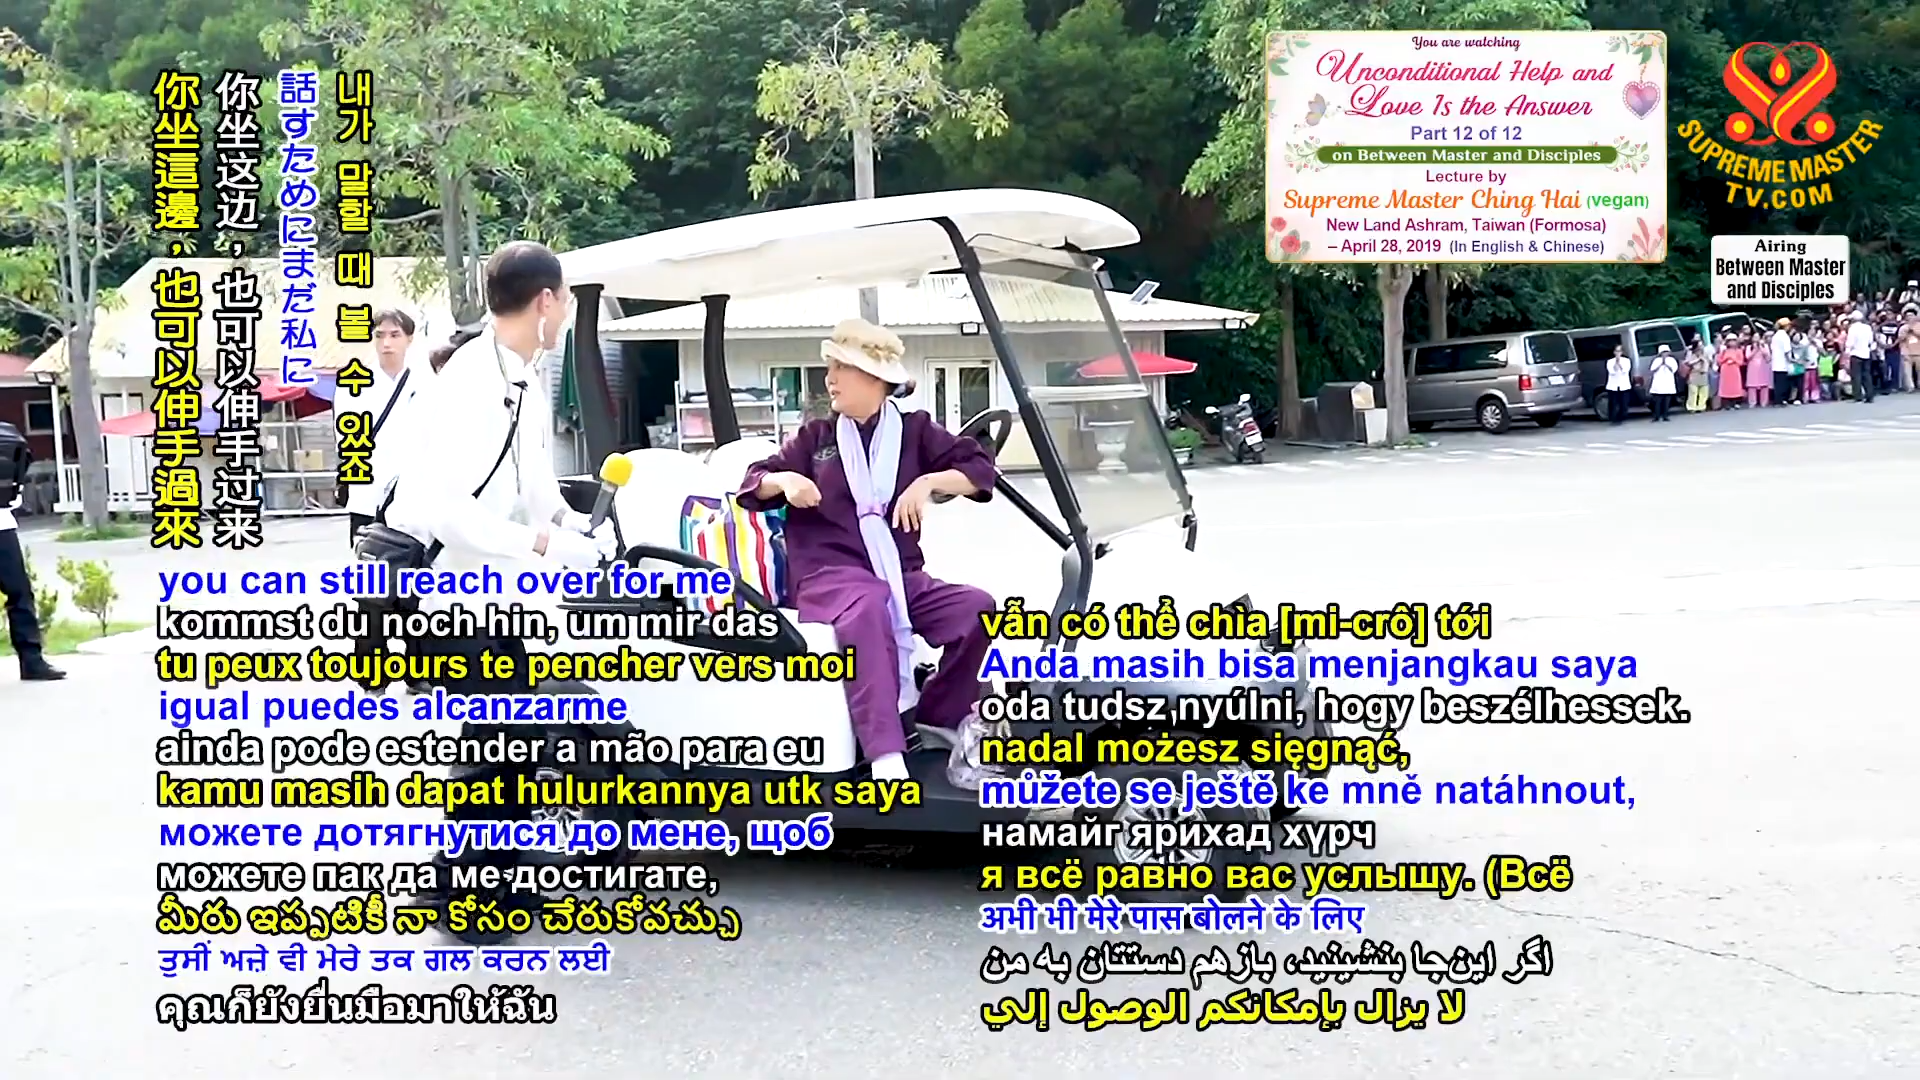 你坐這邊，也可以伸手過來
你坐这边，也可以伸手过来
話すためにまだ私に
내가 말할 때 볼 수 있죠
you can still reach over for me
kommst du noch hin, um mir das
tu peux toujours te pencher vers moi
igual puedes alcanzarme
ainda pode estender a mão para eu
kamu masih dapat hulurkannya utk saya
можете дотягнутися до мене, щоб
можете пак да ме достигате,
మీరు ఇప్పటికీ నా కోసం చేరుకోవచ్చు
ਤੁਸੀਂ ਅਜੇ ਵੀ ਮੇਰੇ ਤਕ ਗਲ ਕਰਨ ਲਈ
คุณก็ยังยื่นมือมาให้ฉัน
vẫn có thể chìa [mi-crô] tới
Anda masih bisa menjangkau saya
oda tudsz nyúlni, hogy beszélhessek.
nadal możesz sięgnąć,
můžete se ještě ke mně natáhnout,
намайг ярихад хүрч
я всё равно вас услышу. (Всё
अभी भी मेरे पास बोलने के लिए
اگر این‌جا بنشینید، بازهم دستتان به من
لا يزال بإمكانكم الوصول إلي
You are watching
Unconditional Help and
Love Is the Answer
Part 12 of 12
on Between Master and Disciples
Lecture by
Supreme Master Ching Hai (vegan)
New Land Ashram, Taiwan (Formosa)
– April 28, 2019 (In English & Chinese)
SUPREME MASTER
TV.COM
Airing
Between Master
and Disciples